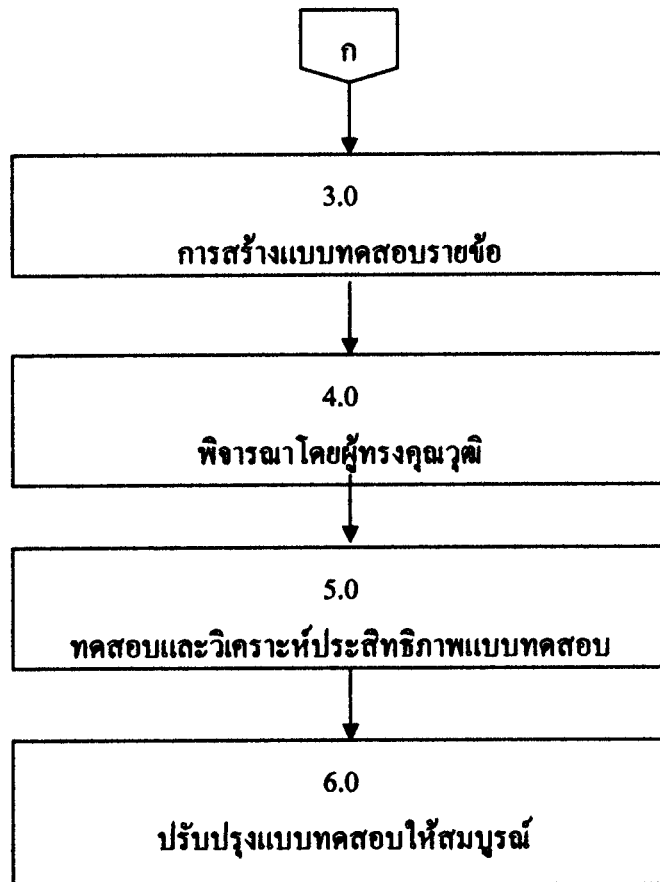 ก
3.0
การสร้างแบบทดสอบรายข้อ
4.0
พิจารณาโดยผู้ทรงคุณวุฒิ
5.0
ทดสอบและวิเคราะห์ประสิทธิภาพแบบทดสอบ
6.0
ปรับปรุงแบบทดสอบให้สมบูรณ์